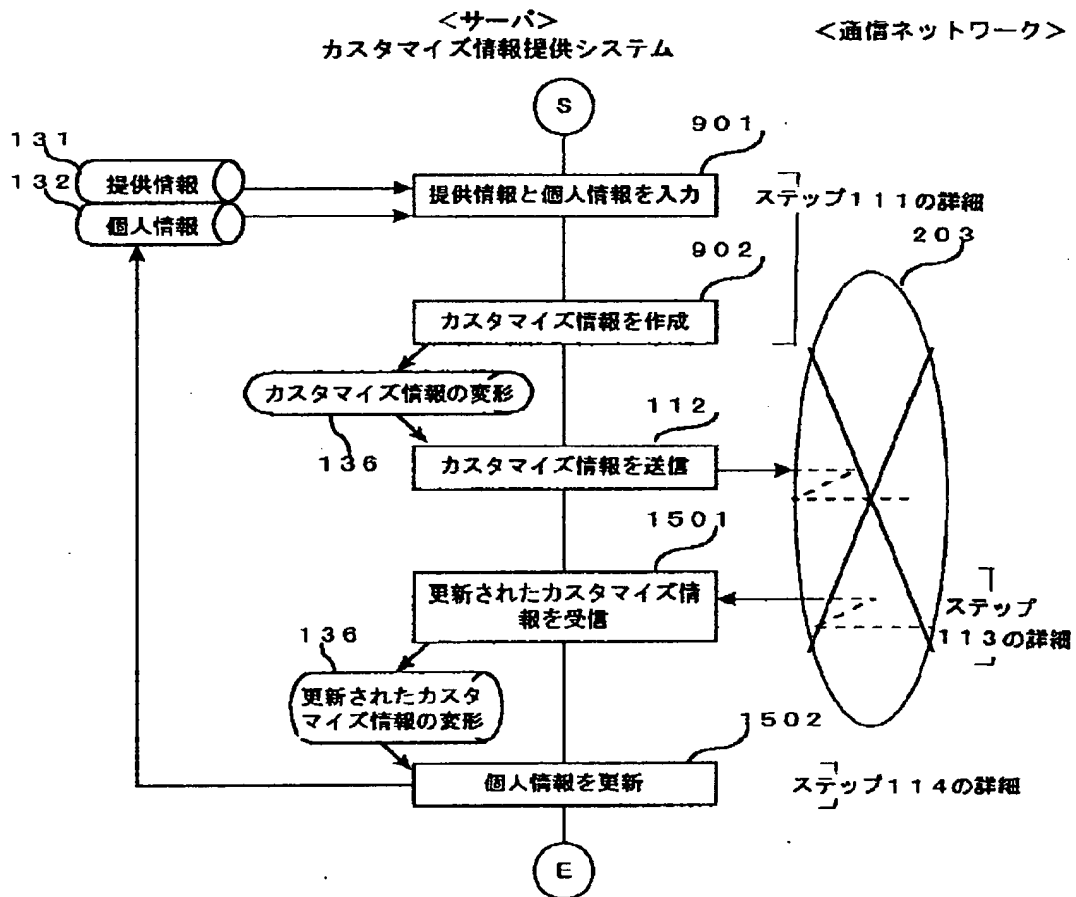 ＜サーバ＞
カスタマイズ情報提供システム
＜通信ネットワーク＞
S
９０１
１３１
提供情報
１３２
個人情報
提供情報と個人情報を入力
ステップ１１１の詳細
２０３
９０２
カスタマイズ情報を作成
カスタマイズ情報の変形
１３６
１１２
カスタマイズ情報を送信
１５０１
更新されたカスタマイズ情
報を受信
ステップ
１１３の詳細
１３６
更新されたカスタ
マイズ情報の変形
１５０２
個人情報を更新
ステップ１１４の詳細
E